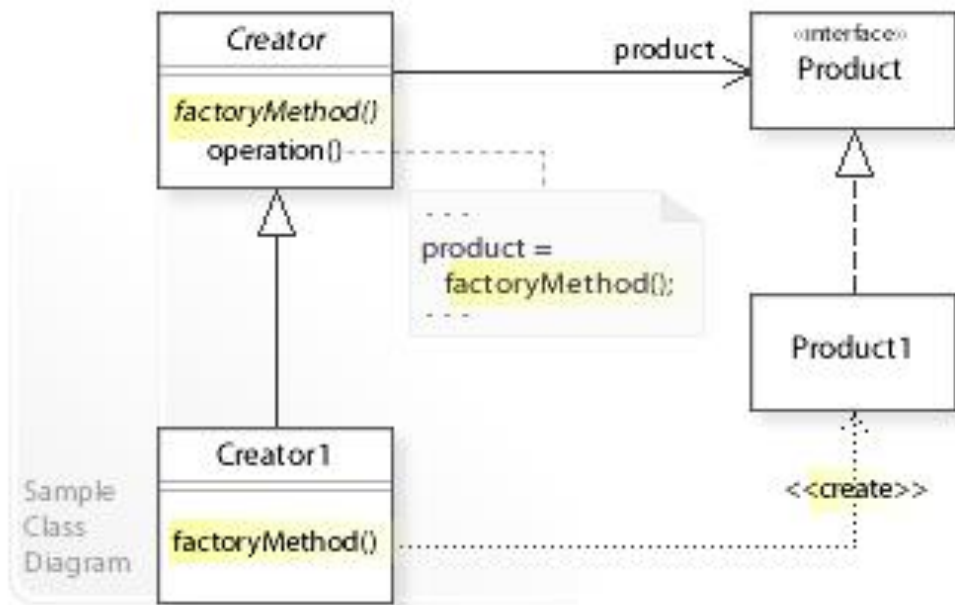 Creator
factoryMethod()
operation()
product
«interface»
Product
- - -
product =
factoryMethod();
- - -
Product1
Creator1
factoryMethod()
<<create>>
Sample
Class
Diagram